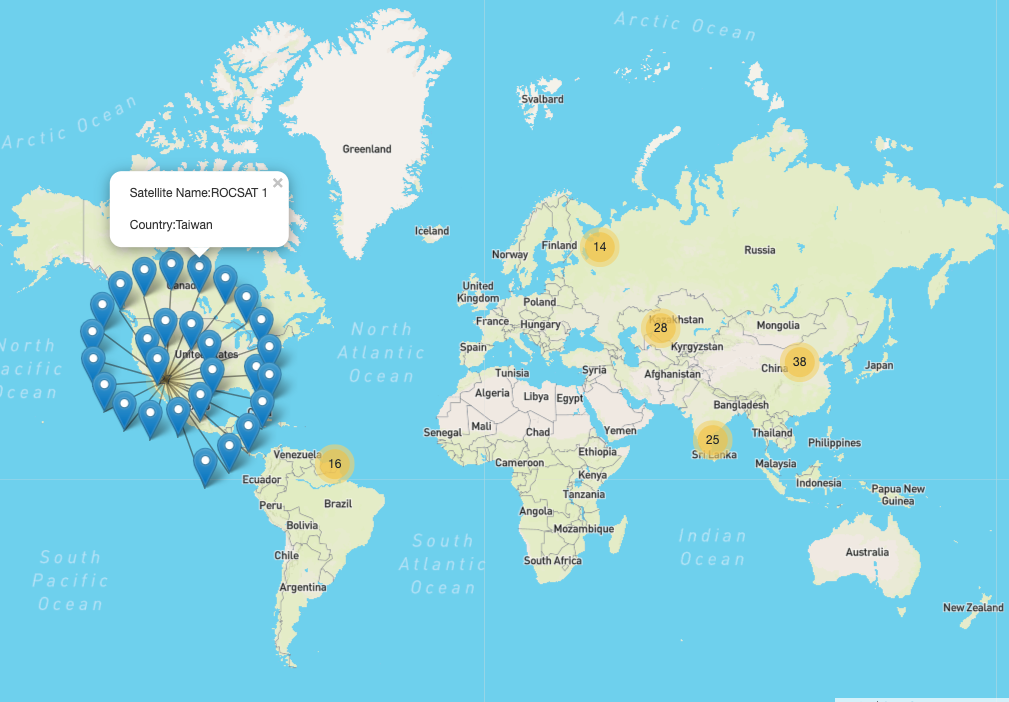 Arctic Ocean
Svalbard
Greenland
Arctic Ocean
Satellite Name:ROCSAT 1
×
Country:Taiwan
Iceland
Finland
14
Norway
Russia
Canada
United
Kingdom
Poland
Kazakhstan
28
Mongolia
France
Hungary
North
Atlantic
Ocean
Kyrgyzstan
Spain
United States
China
38
Japan
Syria
Afghanistan
Tunisia
Algeria
Libya
Egypt
Bangladesh
Senegal
Mali
Chad
Yemen
Thailand
25
Sri Lanka
Philippines
Venezuela
16
Cameroon
Ethiopia
Malaysia
Ecuador
Kenya
Indonesia
Papua New
Guinea
Peru
Brazil
Tanzania
Angola
Bolivia
Mozambique
Indian
Ocean
South
Atlantic
Ocean
South
Pacific
Ocean
Chile
South Africa
Australia
Argentina
New Zealand